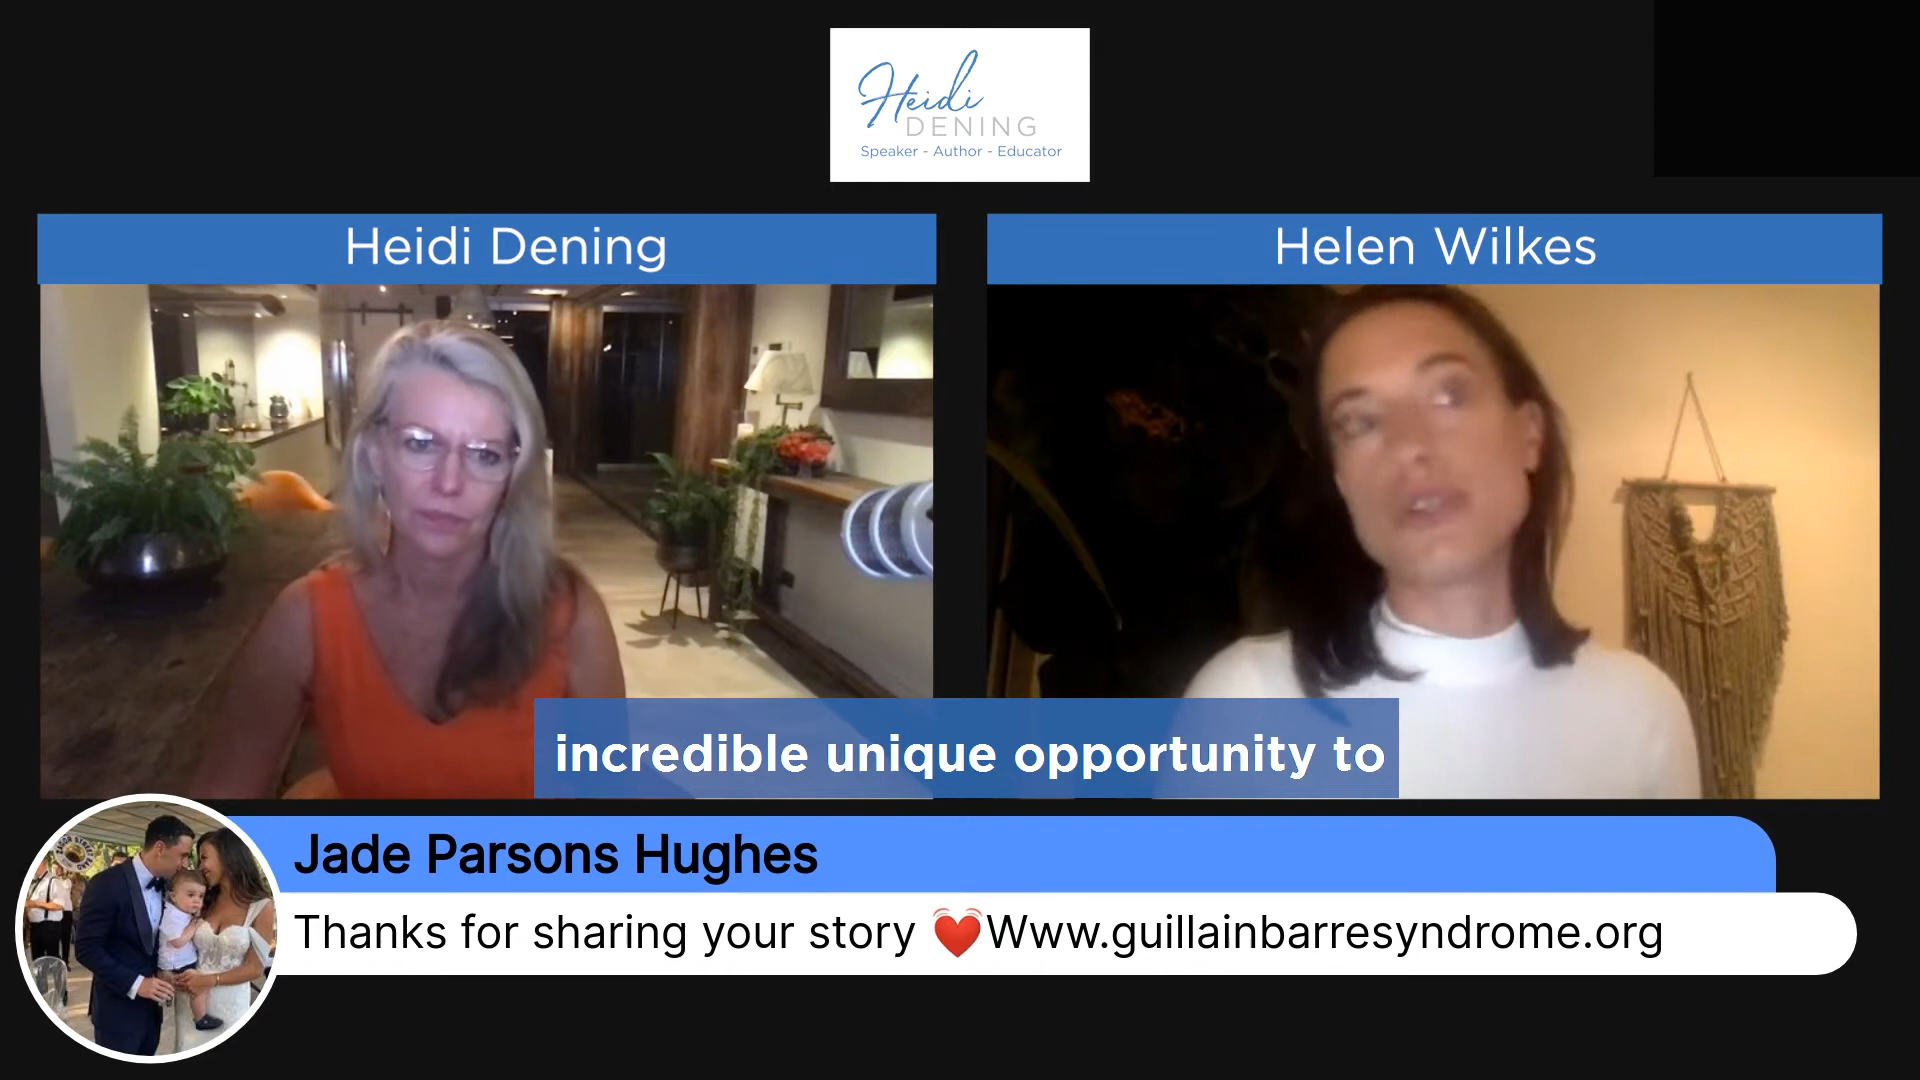 Heidi
DENING
Speaker - Author - Educator
Heidi Dening
Helen Wilkes
incredible unique opportunity to
Jade Parsons Hughes
Thanks for sharing your story ❤️Www.guillainbarresyndrome.org